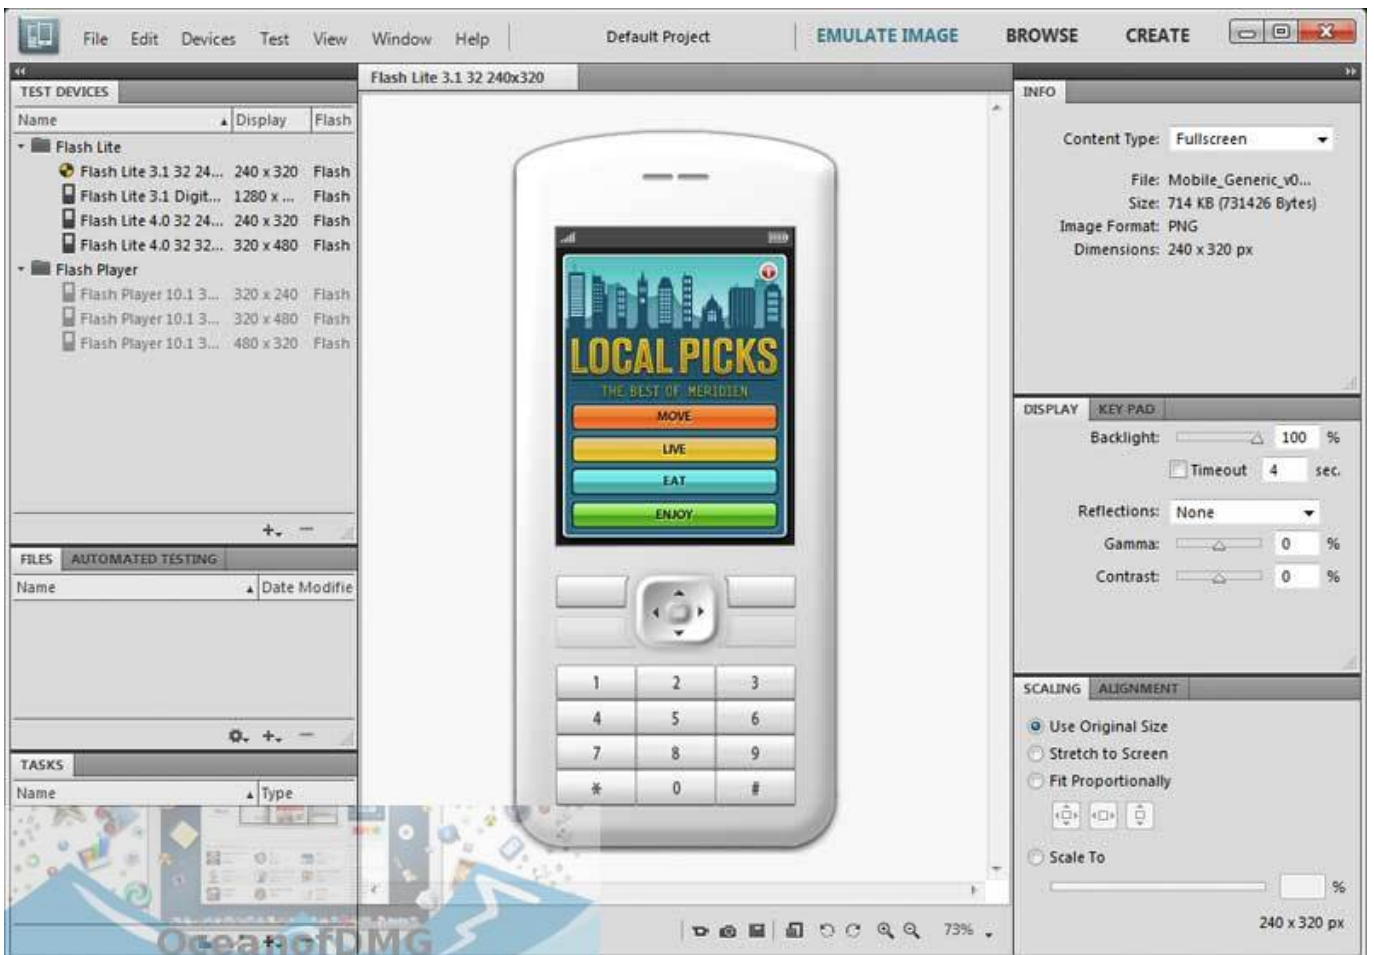 File Edit Devices Test View Window Help Default Project EMULATE IMAGE BROWSE CREATE
TEST DEVICES
Name Display Flash
Flash Lite
Flash Lite 3.1 32 24... 240 x 320 Flash
Flash Lite 3.1 Digit... 1280 x ... Flash
Flash Lite 4.0 32 24... 240 x 320 Flash
Flash Lite 4.0 32 32... 320 x 480 Flash
Flash Player
Flash Player 10.1 3... 320 x 240 Flash
Flash Player 10.1 3... 320 x 480 Flash
Flash Player 10.1 3... 480 x 320 Flash
FILES AUTOMATED TESTING
Name Date Modifie
TASKS
Name Type
OceanofDMG
Flash Lite 3.1 32 240x320
LOCAL PICKS
THE BEST OF MERIDIEN
MOVE
LIVE
EAT
ENJOY
1 2 3
4 5 6
7 8 9
* 0 #
73%
INFO
Content Type: Fullscreen
File: Mobile_Generic_v0...
Size: 714 KB (731426 Bytes)
Image Format: PNG
Dimensions: 240 x 320 px
DISPLAY KEY PAD
Backlight: 100 %
Timeout 4 sec.
Reflections: None
Gamma: 0 %
Contrast: 0 %
SCALING ALIGNMENT
Use Original Size
Stretch to Screen
Fit Proportionally
Scale To
%
240 x 320 px